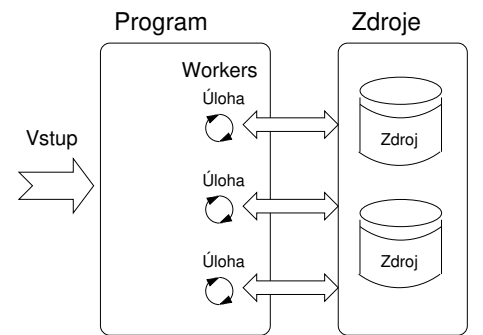 Program
Zdroje
Workers
Úloha
Vstup
Zdroj
Úloha
Úloha
Zdroj